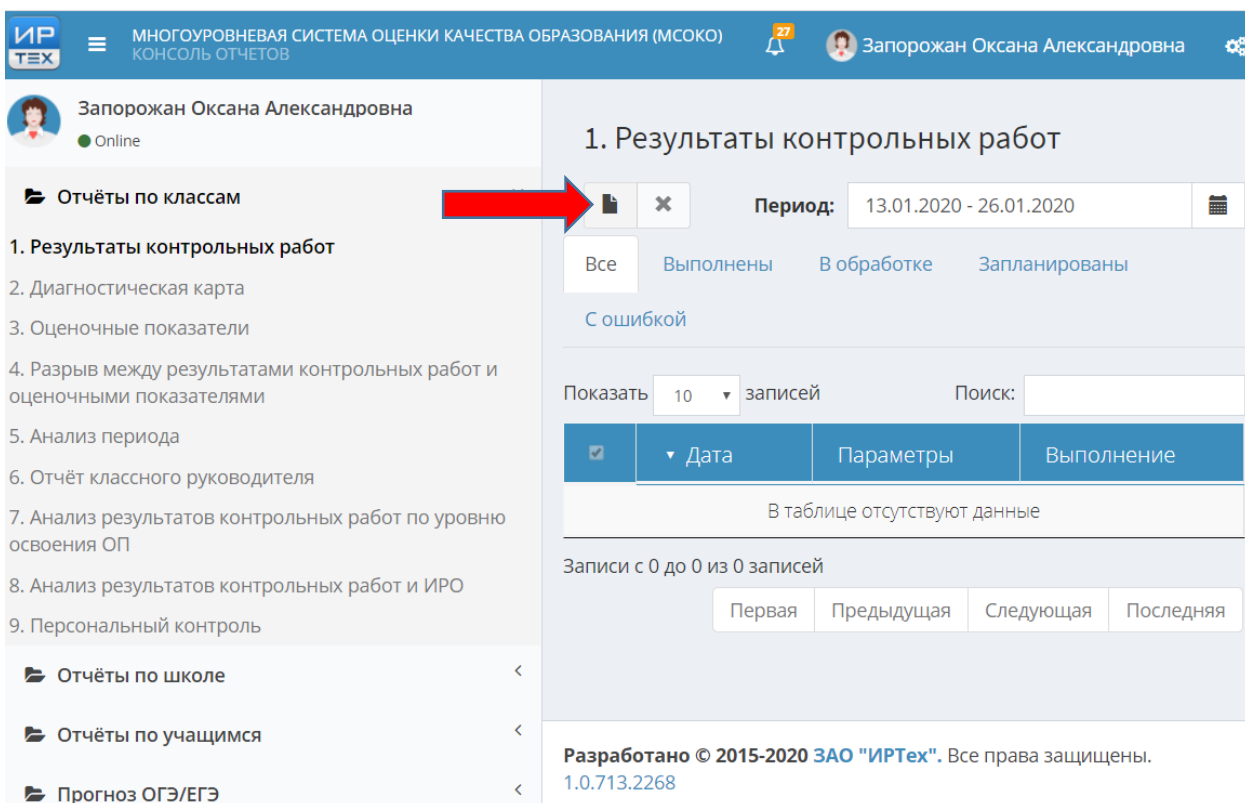 ИР
ТЕХ
МНОГОУРОВНЕВАЯ СИСТЕМА ОЦЕНКИ КАЧЕСТВА ОБРАЗОВАНИЯ (МСОКО)
КОНСОЛЬ ОТЧЕТОВ
27
Запорожан Оксана Александровна
Запорожан Оксана Александровна
Online
Отчёты по классам
1. Результаты контрольных работ
2. Диагностическая карта
3. Оценочные показатели
4. Разрыв между результатами контрольных работ и
оценочными показателями
5. Анализ периода
6. Отчёт классного руководителя
7. Анализ результатов контрольных работ по уровню
освоения ОП
8. Анализ результатов контрольных работ и ИРО
9. Персональный контроль
Отчёты по школе
Отчёты по учащимся
Прогноз ОГЭ/ЕГЭ
1. Результаты контрольных работ
Период: 13.01.2020 - 26.01.2020
Все Выполнены В обработке Запланированы
С ошибкой
Показать 10 записей Поиск:
Дата Параметры Выполнение
В таблице отсутствуют данные
Записи с 0 до 0 из 0 записей
Первая Предыдущая Следующая Последняя
Разработано © 2015-2020 ЗАО "ИРТех". Все права защищены.
1.0.713.2268